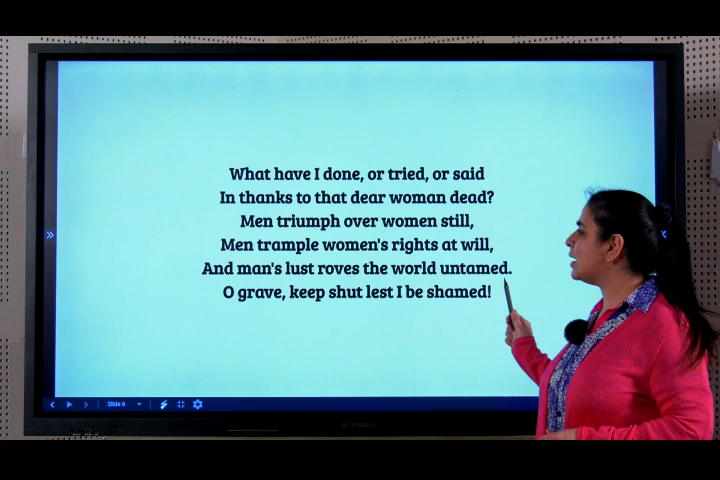 What have I done, or tried, or said
In thanks to that dear woman dead?
Men triumph over women still,
Men trample women's rights at will,
And man's lust roves the world untamed.
O grave, keep shut lest I be shamed!
Slide 6